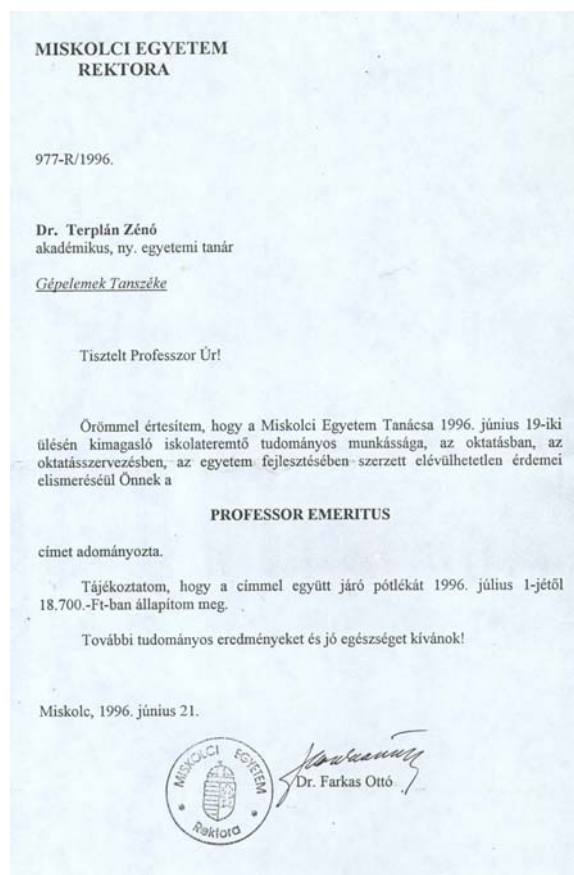 MISKOLCI EGYETEM
REKTORA
977-R/1996.
Dr. Terplán Zénó
akadémikus, ny. egyetemi tanár
Gépelemek Tanszéke
Tisztelt Professzor Úr!
Örömmel értesítem, hogy a Miskolci Egyetem Tanácsa 1996. június 19-iki
ülésén kimagasló iskolateremtő tudományos munkássága, az oktatásban, az
oktatásszervezésben, az egyetem fejlesztésében szerzett elévülhetetlen érdemei
elismeréséül Önnek a
PROFESSOR EMERITUS
címet adományozta.
Tájékoztatom, hogy a címmel együtt járó pótlékát 1996. július 1-jétől
18.700.-Ft-ban állapítom meg.
További tudományos eredményeket és jó egészséget kívánok!
Miskolc, 1996. június 21.
MISKOLCI EGYETEM
Rektora
Dr. Farkas Ottó